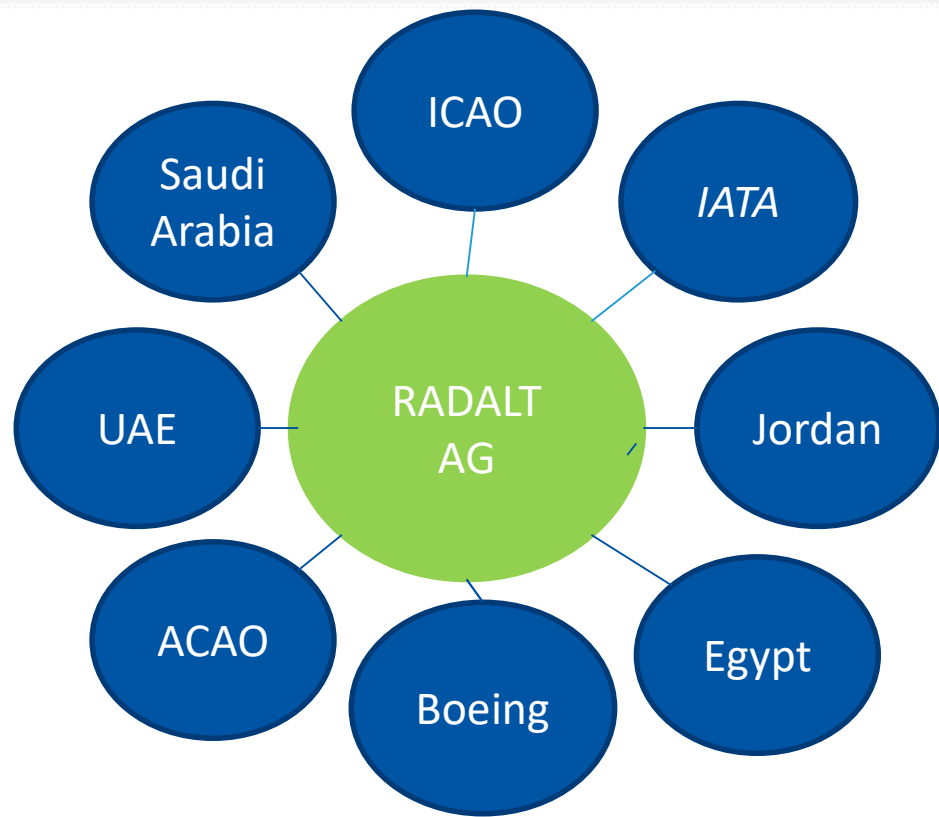 ICAO
Saudi
Arabia
IATA
RADALT
AG
UAE
Jordan
ACAO
Egypt
Boeing